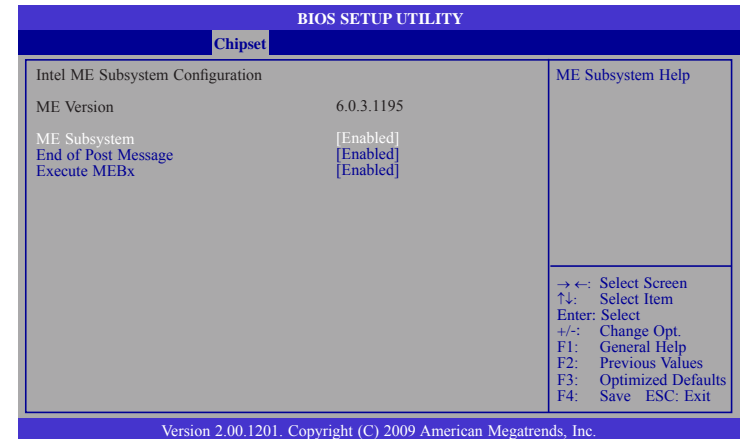 BIOS SETUP UTILITY
Chipset
Intel ME Subsystem Configuration
ME Version 6.0.3.1195
ME Subsystem [Enabled]
End of Post Message [Enabled]
Execute MEBx [Enabled]
ME Subsystem Help
→←: Select Screen
↑↓: Select Item
Enter: Select
+/-: Change Opt.
F1: General Help
F2: Previous Values
F3: Optimized Defaults
F4: Save ESC: Exit
Version 2.00.1201. Copyright (C) 2009 American Megatrends, Inc.